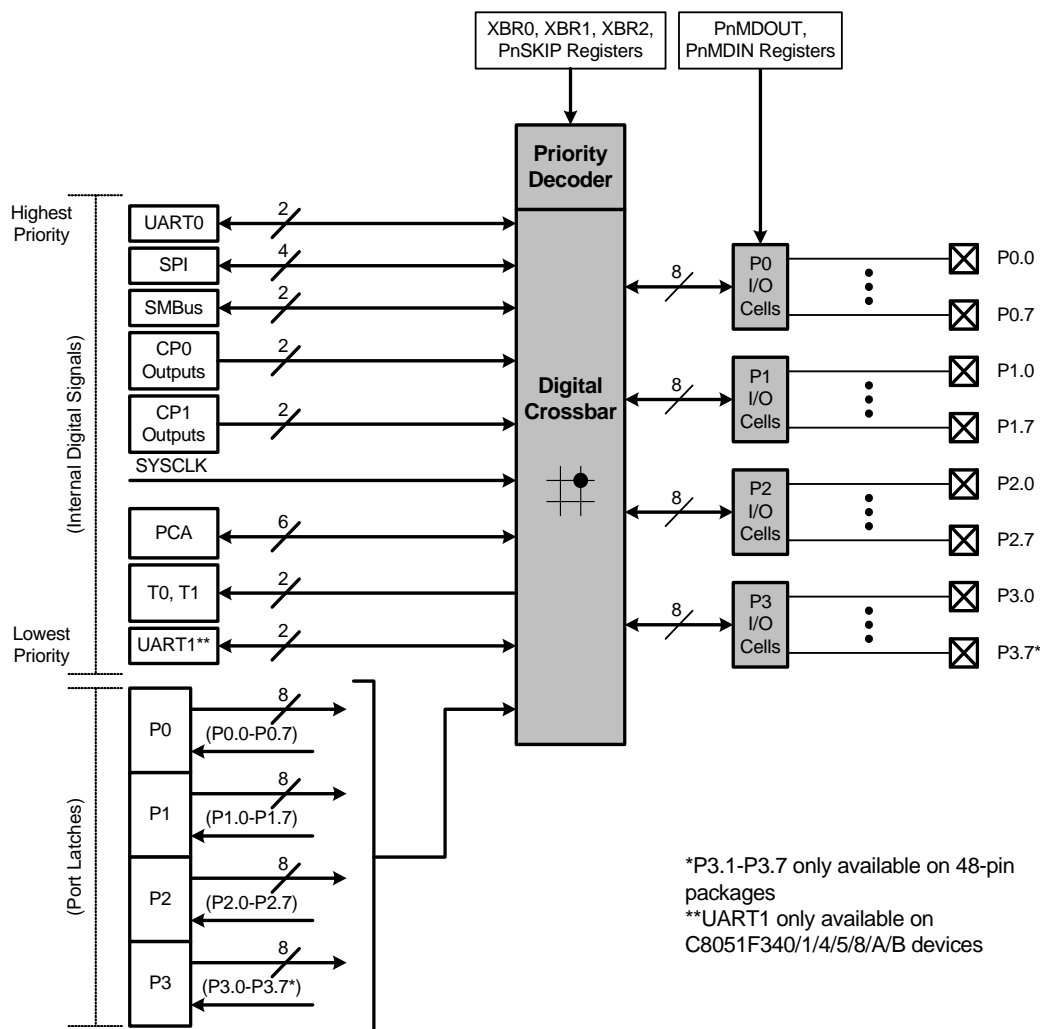 XBR0, XBR1, XBR2,
PnSKIP Registers
PnMDOUT,
PnMDIN Registers
Priority
Decoder
Highest
Priority
(Internal Digital Signals)
Lowest
Priority
UART0
2
SPI
4
SMBus
2
CP0
Outputs
2
CP1
Outputs
2
SYSCLK
PCA
6
T0, T1
2
UART1**
2
Digital
Crossbar
8
P0
I/O
Cells
P0.0
P0.7
8
P1
I/O
Cells
P1.0
P1.7
8
P2
I/O
Cells
P2.0
P2.7
8
P3
I/O
Cells
P3.0
P3.7*
(Port Latches)
P0
8
(P0.0-P0.7)
P1
8
(P1.0-P1.7)
P2
8
(P2.0-P2.7)
P3
8
(P3.0-P3.7*)
*P3.1-P3.7 only available on 48-pin
packages
**UART1 only available on
C8051F340/1/4/5/8/A/B devices